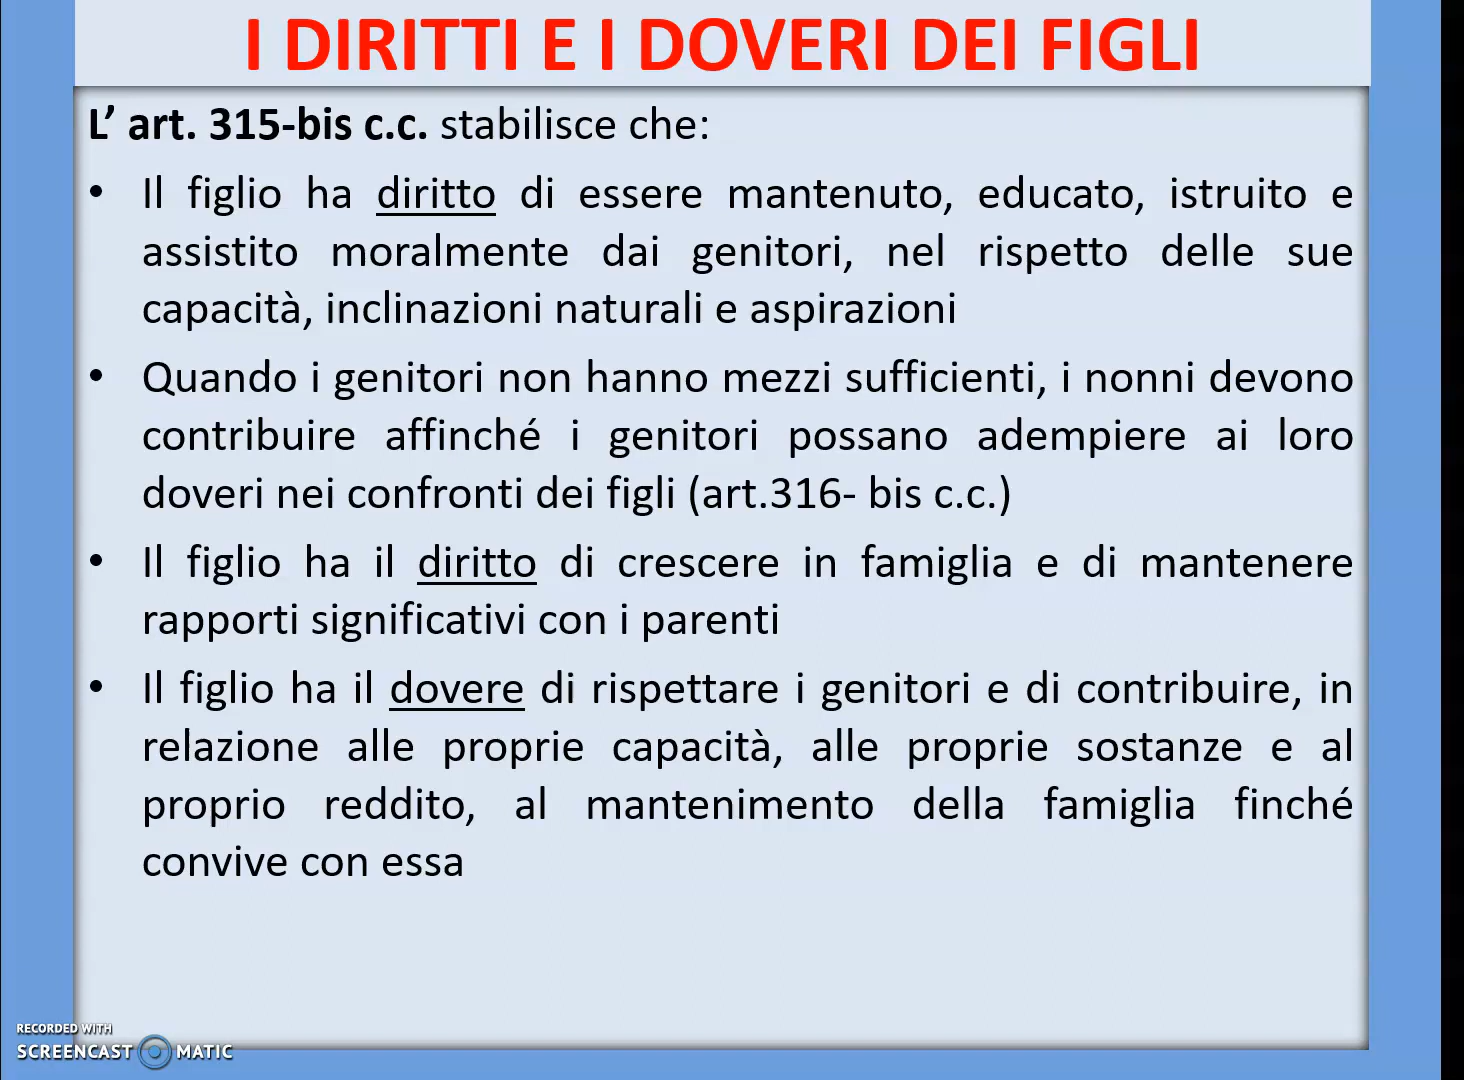 I DIRITTI E I DOVERI DEI FIGLI
L’ art. 315-bis c.c. stabilisce che:
• Il figlio ha diritto di essere mantenuto, educato, istruito e
assistito moralmente dai genitori, nel rispetto delle sue
capacità, inclinazioni naturali e aspirazioni
• Quando i genitori non hanno mezzi sufficienti, i nonni devono
contribuire affinché i genitori possano adempiere ai loro
doveri nei confronti dei figli (art.316- bis c.c.)
• Il figlio ha il diritto di crescere in famiglia e di mantenere
rapporti significativi con i parenti
• Il figlio ha il dovere di rispettare i genitori e di contribuire, in
relazione alle proprie capacità, alle proprie sostanze e al
proprio reddito, al mantenimento della famiglia finché
convive con essa
RECORDED WITH
SCREENCAST MATIC